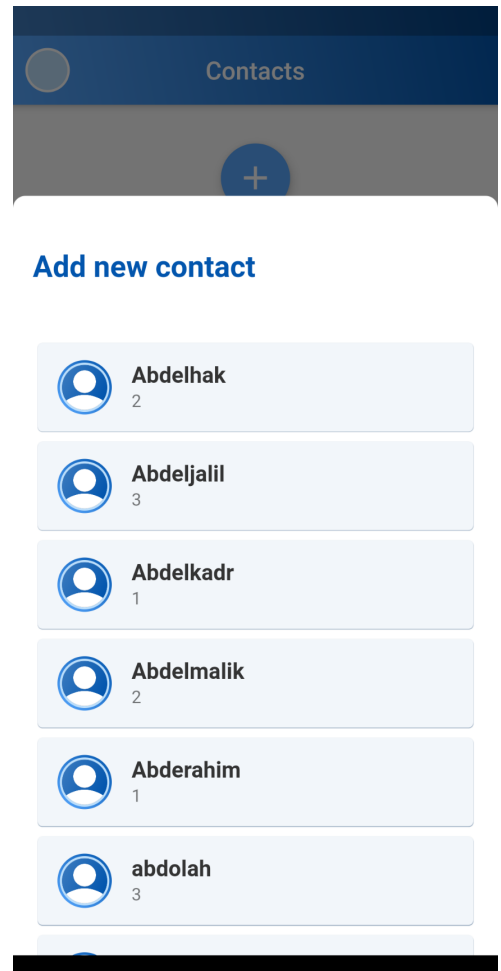 Contacts
+
Add new contact
Abdelhak
2
Abdeljalil
3
Abdelkadr
1
Abdelmalik
2
Abderahim
1
abdolah
3